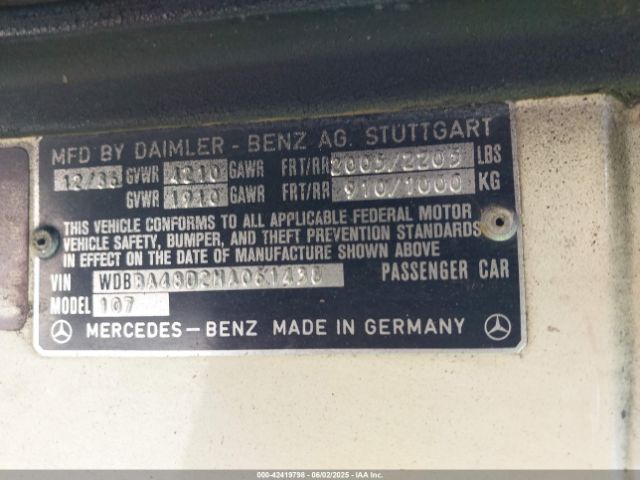 MFD BY DAIMLER - BENZ AG. STUTTGART
GVWR 4210 GAWR FRT/RR 2005/2205 LBS
GVWR 1910 GAWR FRT/RR 910/1000 KG
THIS VEHICLE CONFORMS TO ALL APPLICABLE FEDERAL MOTOR
VEHICLE SAFETY, BUMPER, AND THEFT PREVENTION STANDARDS
IN EFFECT ON THE DATE OF MANUFACTURE SHOWN ABOVE
VIN PASSENGER CAR
MODEL 107
MERCEDES-BENZ MADE IN GERMANY
000-42419798 - 06/02/2025 - IAA Inc.